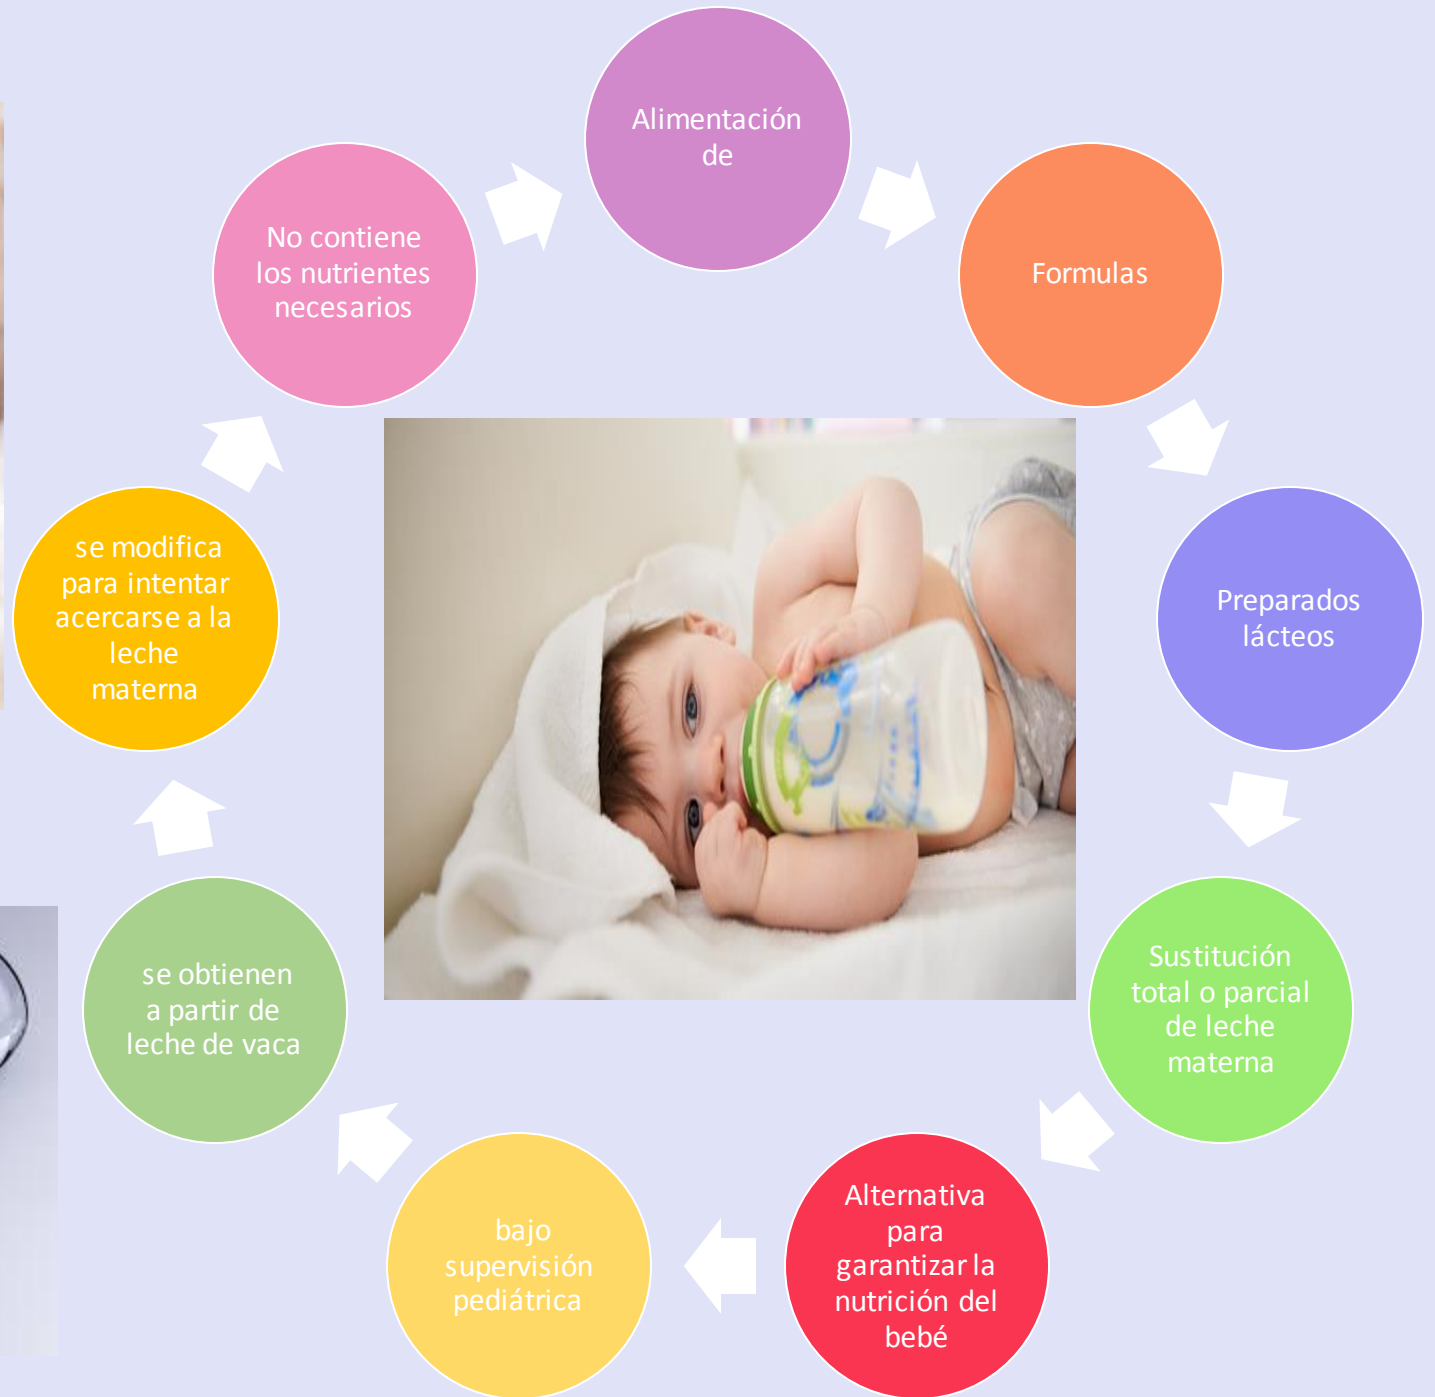 Alimentación
de
Formulas
Preparados
lácteos
Sustitución
total o parcial
de leche
materna
Alternativa
para
garantizar la
nutrición del
bebé
bajo
supervisión
pediátrica
se obtienen
a partir de
leche de vaca
se modifica
para intentar
acercarse a la
leche
materna
No contiene
los nutrientes
necesarios